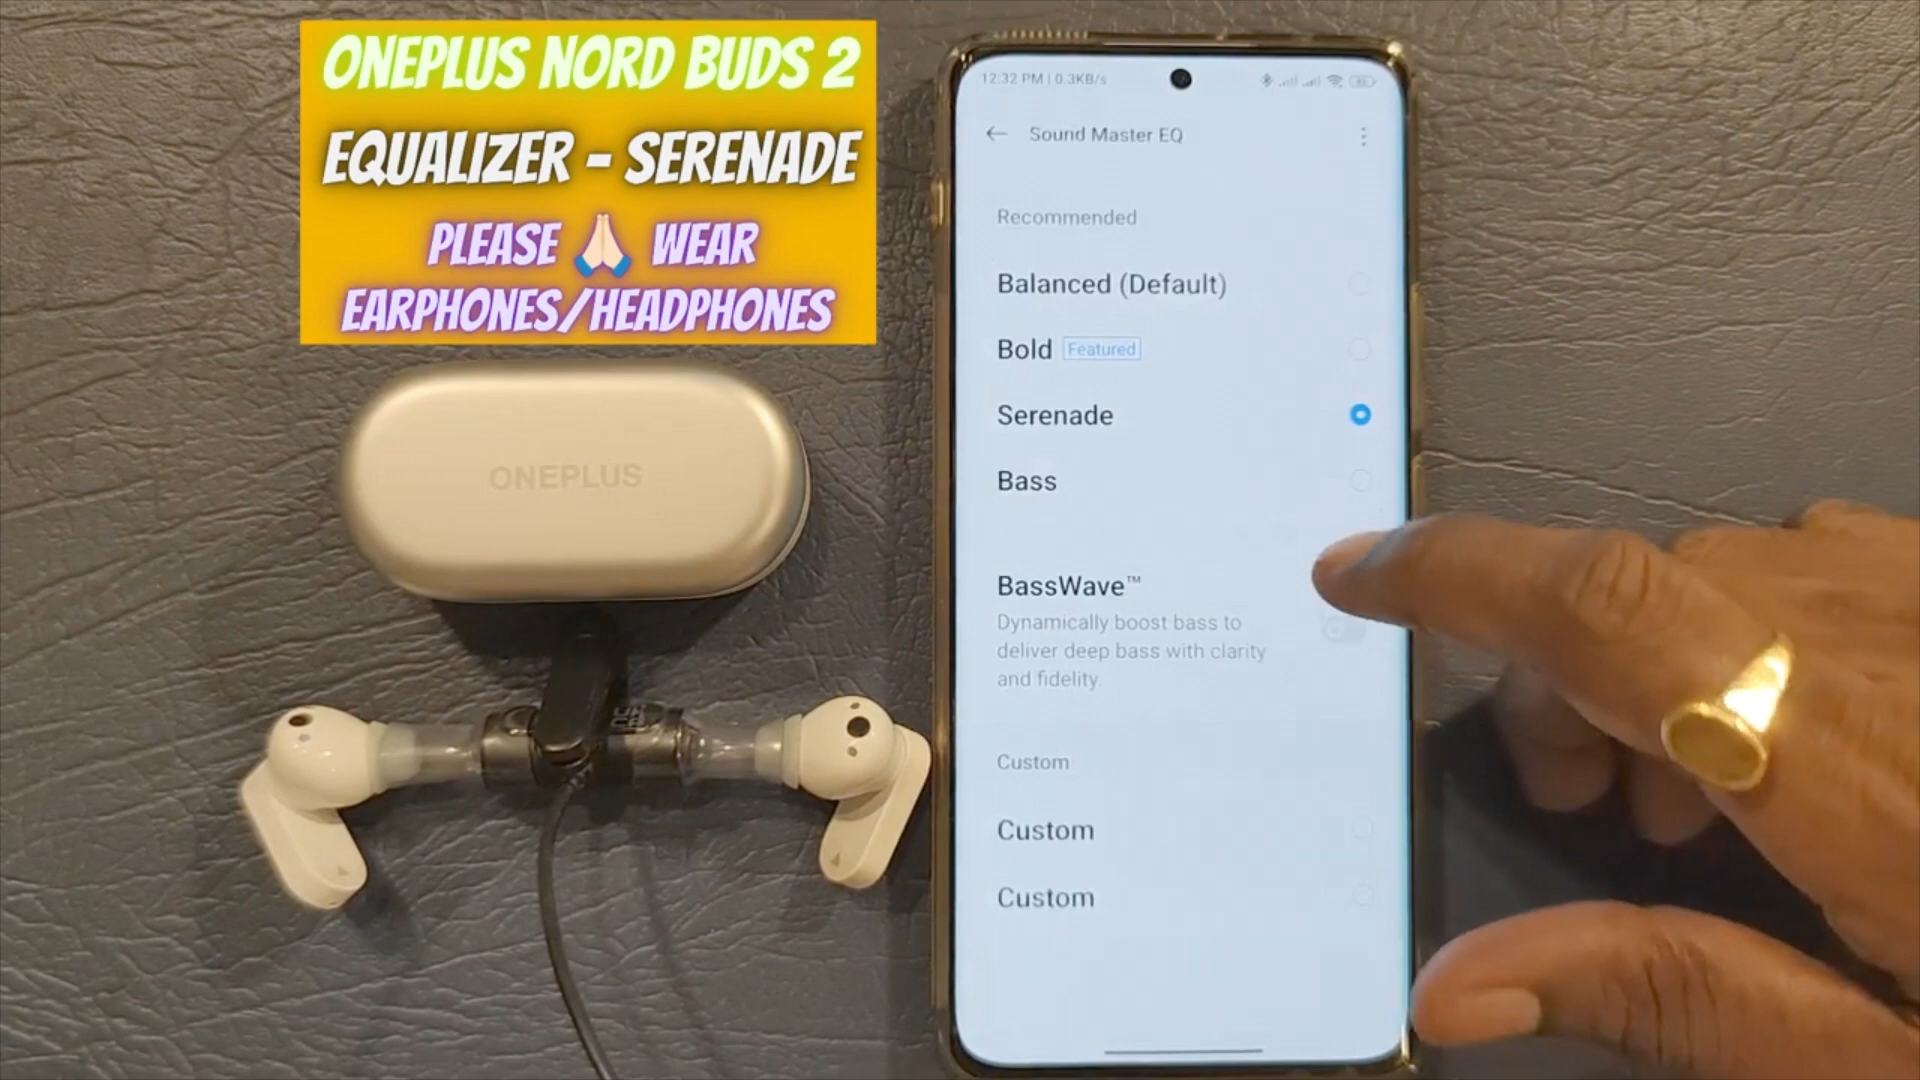 ONEPLUS NORD BUDS 2
EQUALIZER - SERENADE
PLEASE 🙏🏻 WEAR
EARPHONES/HEADPHONES
ONEPLUS
12:32 PM | 0.3KB/s
Sound Master EQ
Recommended
Balanced (Default)
Bold Featured
Serenade
Bass
BassWave™
Dynamically boost bass to
deliver deep bass with clarity
and fidelity.
Custom
Custom
Custom